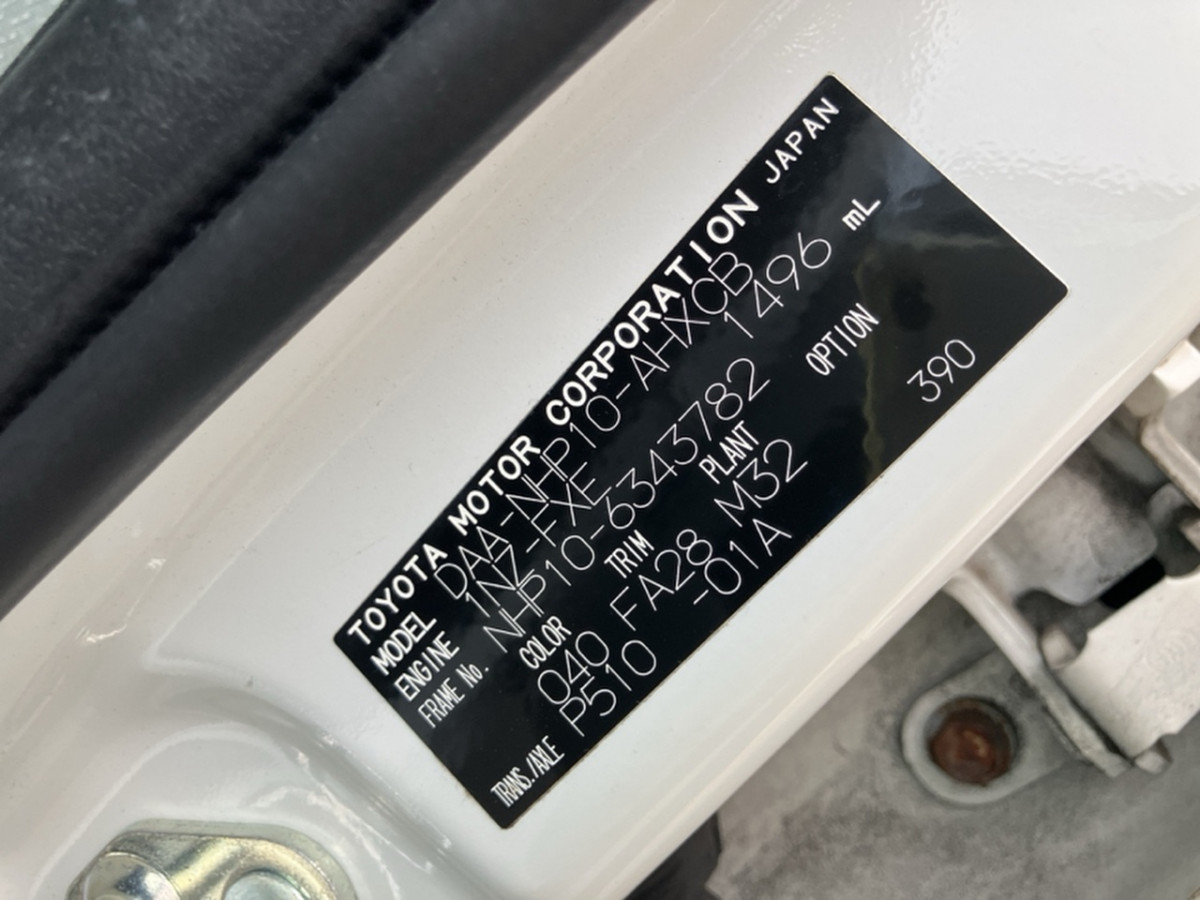 TOYOTA MOTOR CORPORATION JAPAN
MODEL DAA-NHP10-AHXCB
ENGINE 1NZ-FXE 1496 mL
FRAME No. NHP10-6343782
COLOR TRIM PLANT OPTION
040 FA28 M32 390
TRANS./AXLE P510 -01A